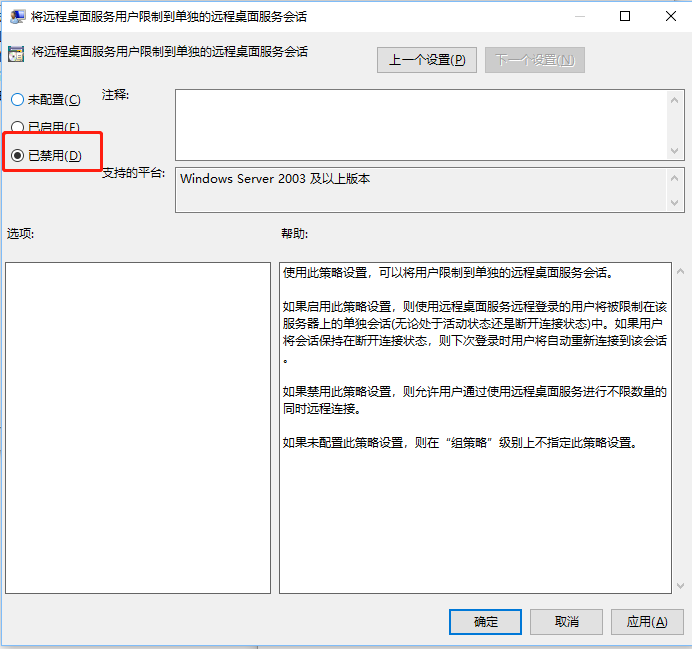 将远程桌面服务用户限制到单独的远程桌面服务会话
将远程桌面服务用户限制到单独的远程桌面服务会话
上一个设置(P)
下一个设置(N)
未配置(C)
注释:
已启用(E)
已禁用(D)
支持的平台:
Windows Server 2003 及以上版本
选项:
帮助:
使用此策略设置，可以将用户限制到单独的远程桌面服务会话。
如果启用此策略设置，则使用远程桌面服务远程登录的用户将被限制在该
服务器上的单独会话(无论处于活动状态还是断开连接状态)中。如果用户
将会话保持在断开连接状态，则下次登录时用户将自动重新连接到该会话
。
如果禁用此策略设置，则允许用户通过使用远程桌面服务进行不限数量的
同时远程连接。
如果未配置此策略设置，则在“组策略”级别上不指定此策略设置。
确定
取消
应用(A)